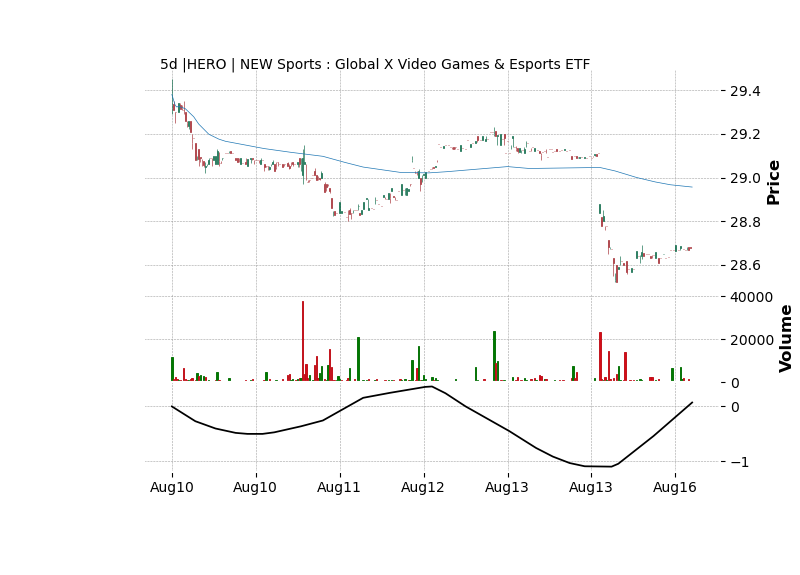 5d |HERO | NEW Sports : Global X Video Games & Esports ETF
29.4
29.2
29.0
28.8
28.6
Price
40000
20000
0
Volume
0
−1
Aug10 Aug10 Aug11 Aug12 Aug13 Aug13 Aug16